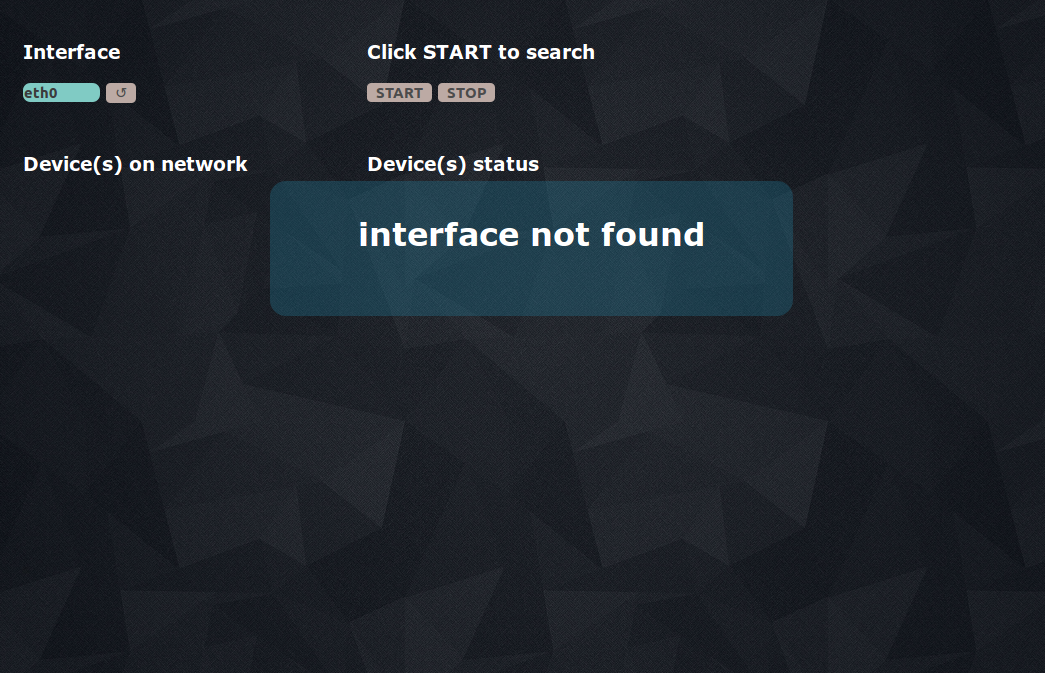 Interface
Click START to search
eth0 ↺
START STOP
Device(s) on network
Device(s) status
interface not found